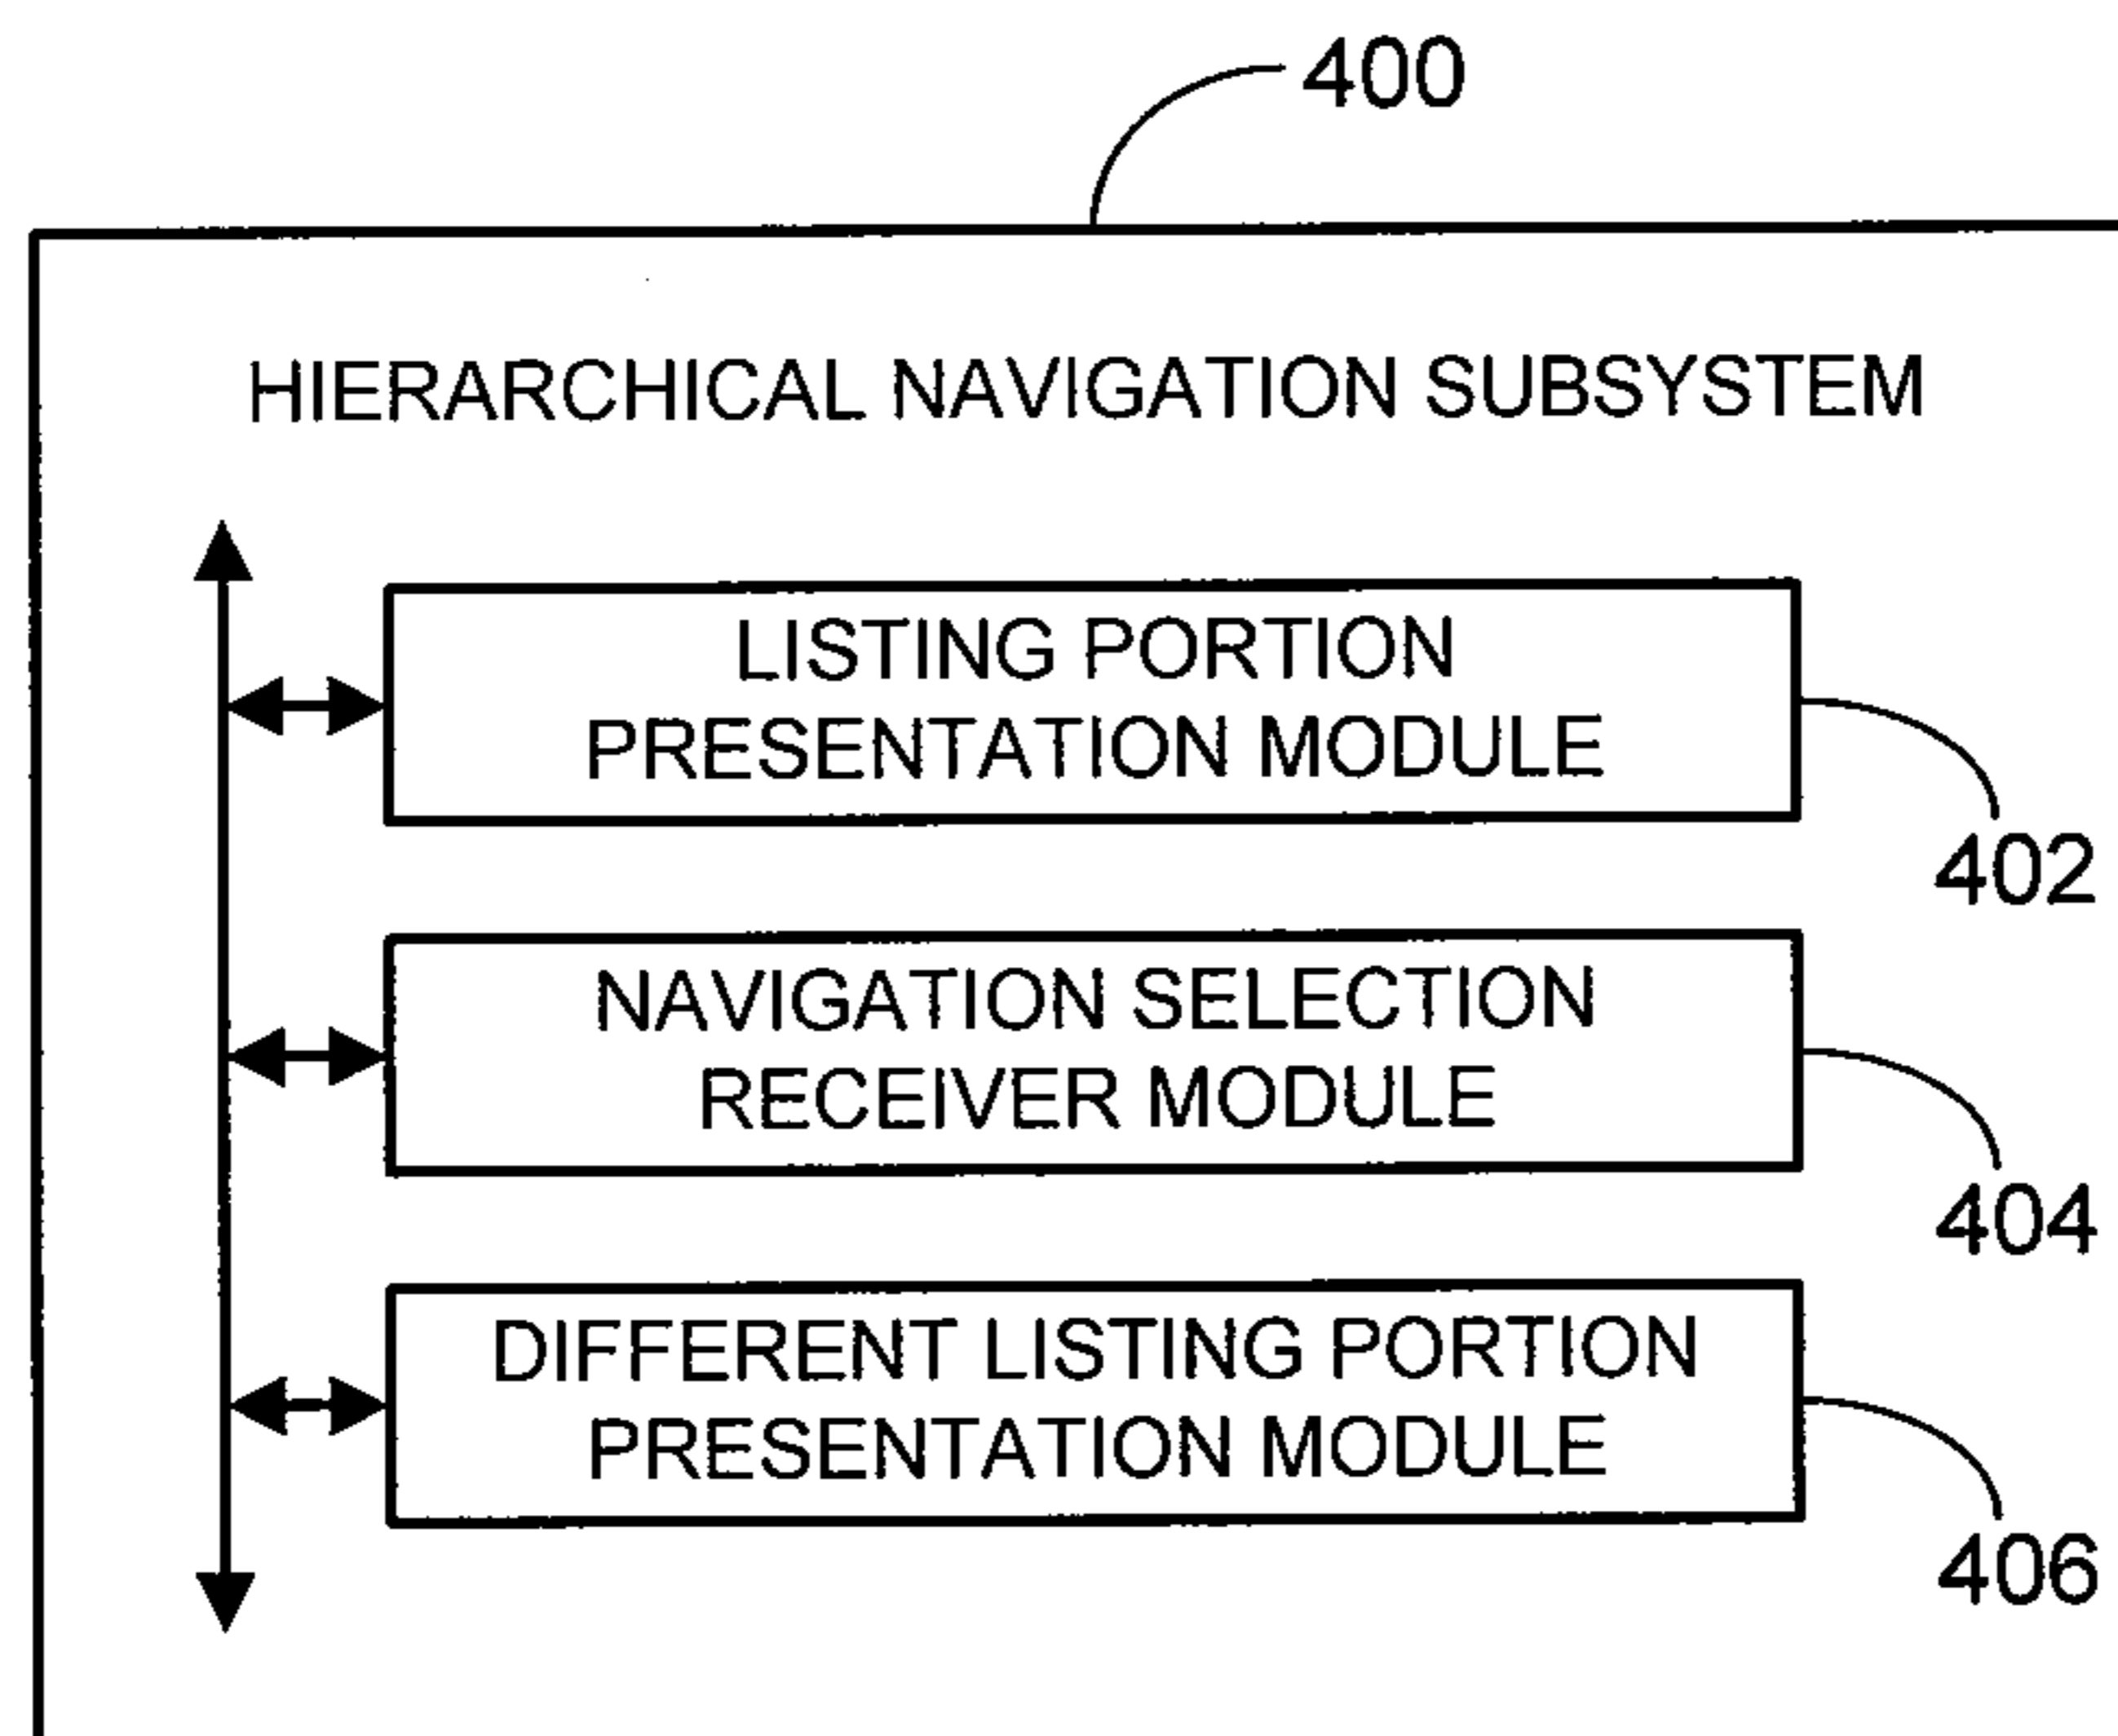 400
HIERARCHICAL NAVIGATION SUBSYSTEM
LISTING PORTION
PRESENTATION MODULE
402
NAVIGATION SELECTION
RECEIVER MODULE
404
DIFFERENT LISTING PORTION
PRESENTATION MODULE
406